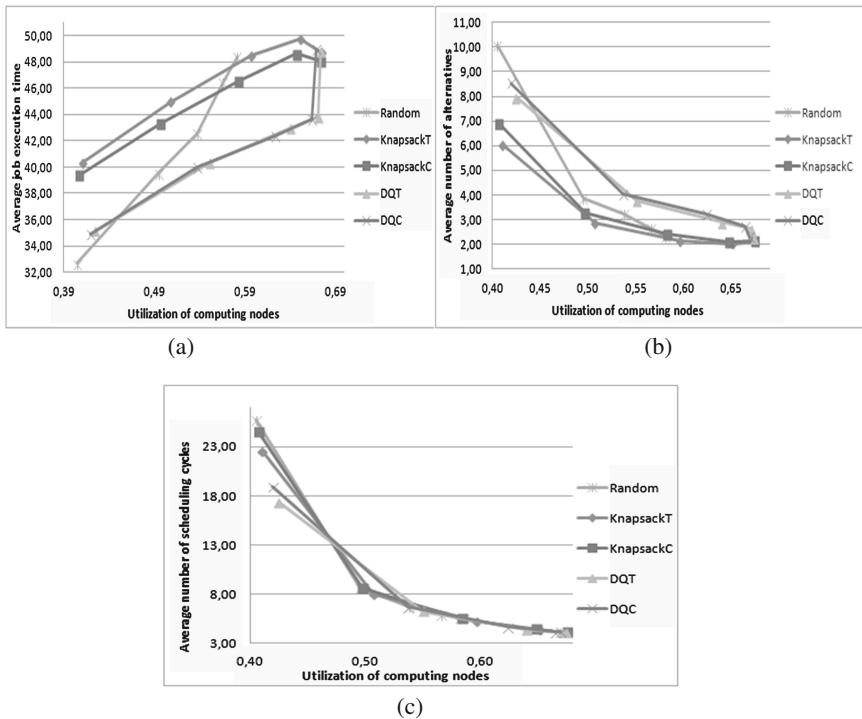 50,00
48,00
46,00
44,00
42,00
40,00
38,00
36,00
34,00
32,00
Average job execution time
0,39
0,49
0,59
0,69
Utilization of computing nodes
Random
KnapsackT
KnapsackC
DQT
DQC
(a)
11,00
10,00
9,00
8,00
7,00
6,00
5,00
4,00
3,00
2,00
1,00
Average number of alternatives
0,40
0,45
0,50
0,55
0,60
0,65
Utilization of computing nodes
Random
KnapsackT
KnapsackC
DQT
DQC
(b)
23,00
18,00
13,00
8,00
3,00
Average number of scheduling cycles
0,40
0,50
0,60
Utilization of computing nodes
Random
KnapsackT
KnapsackC
DQT
DQC
(c)